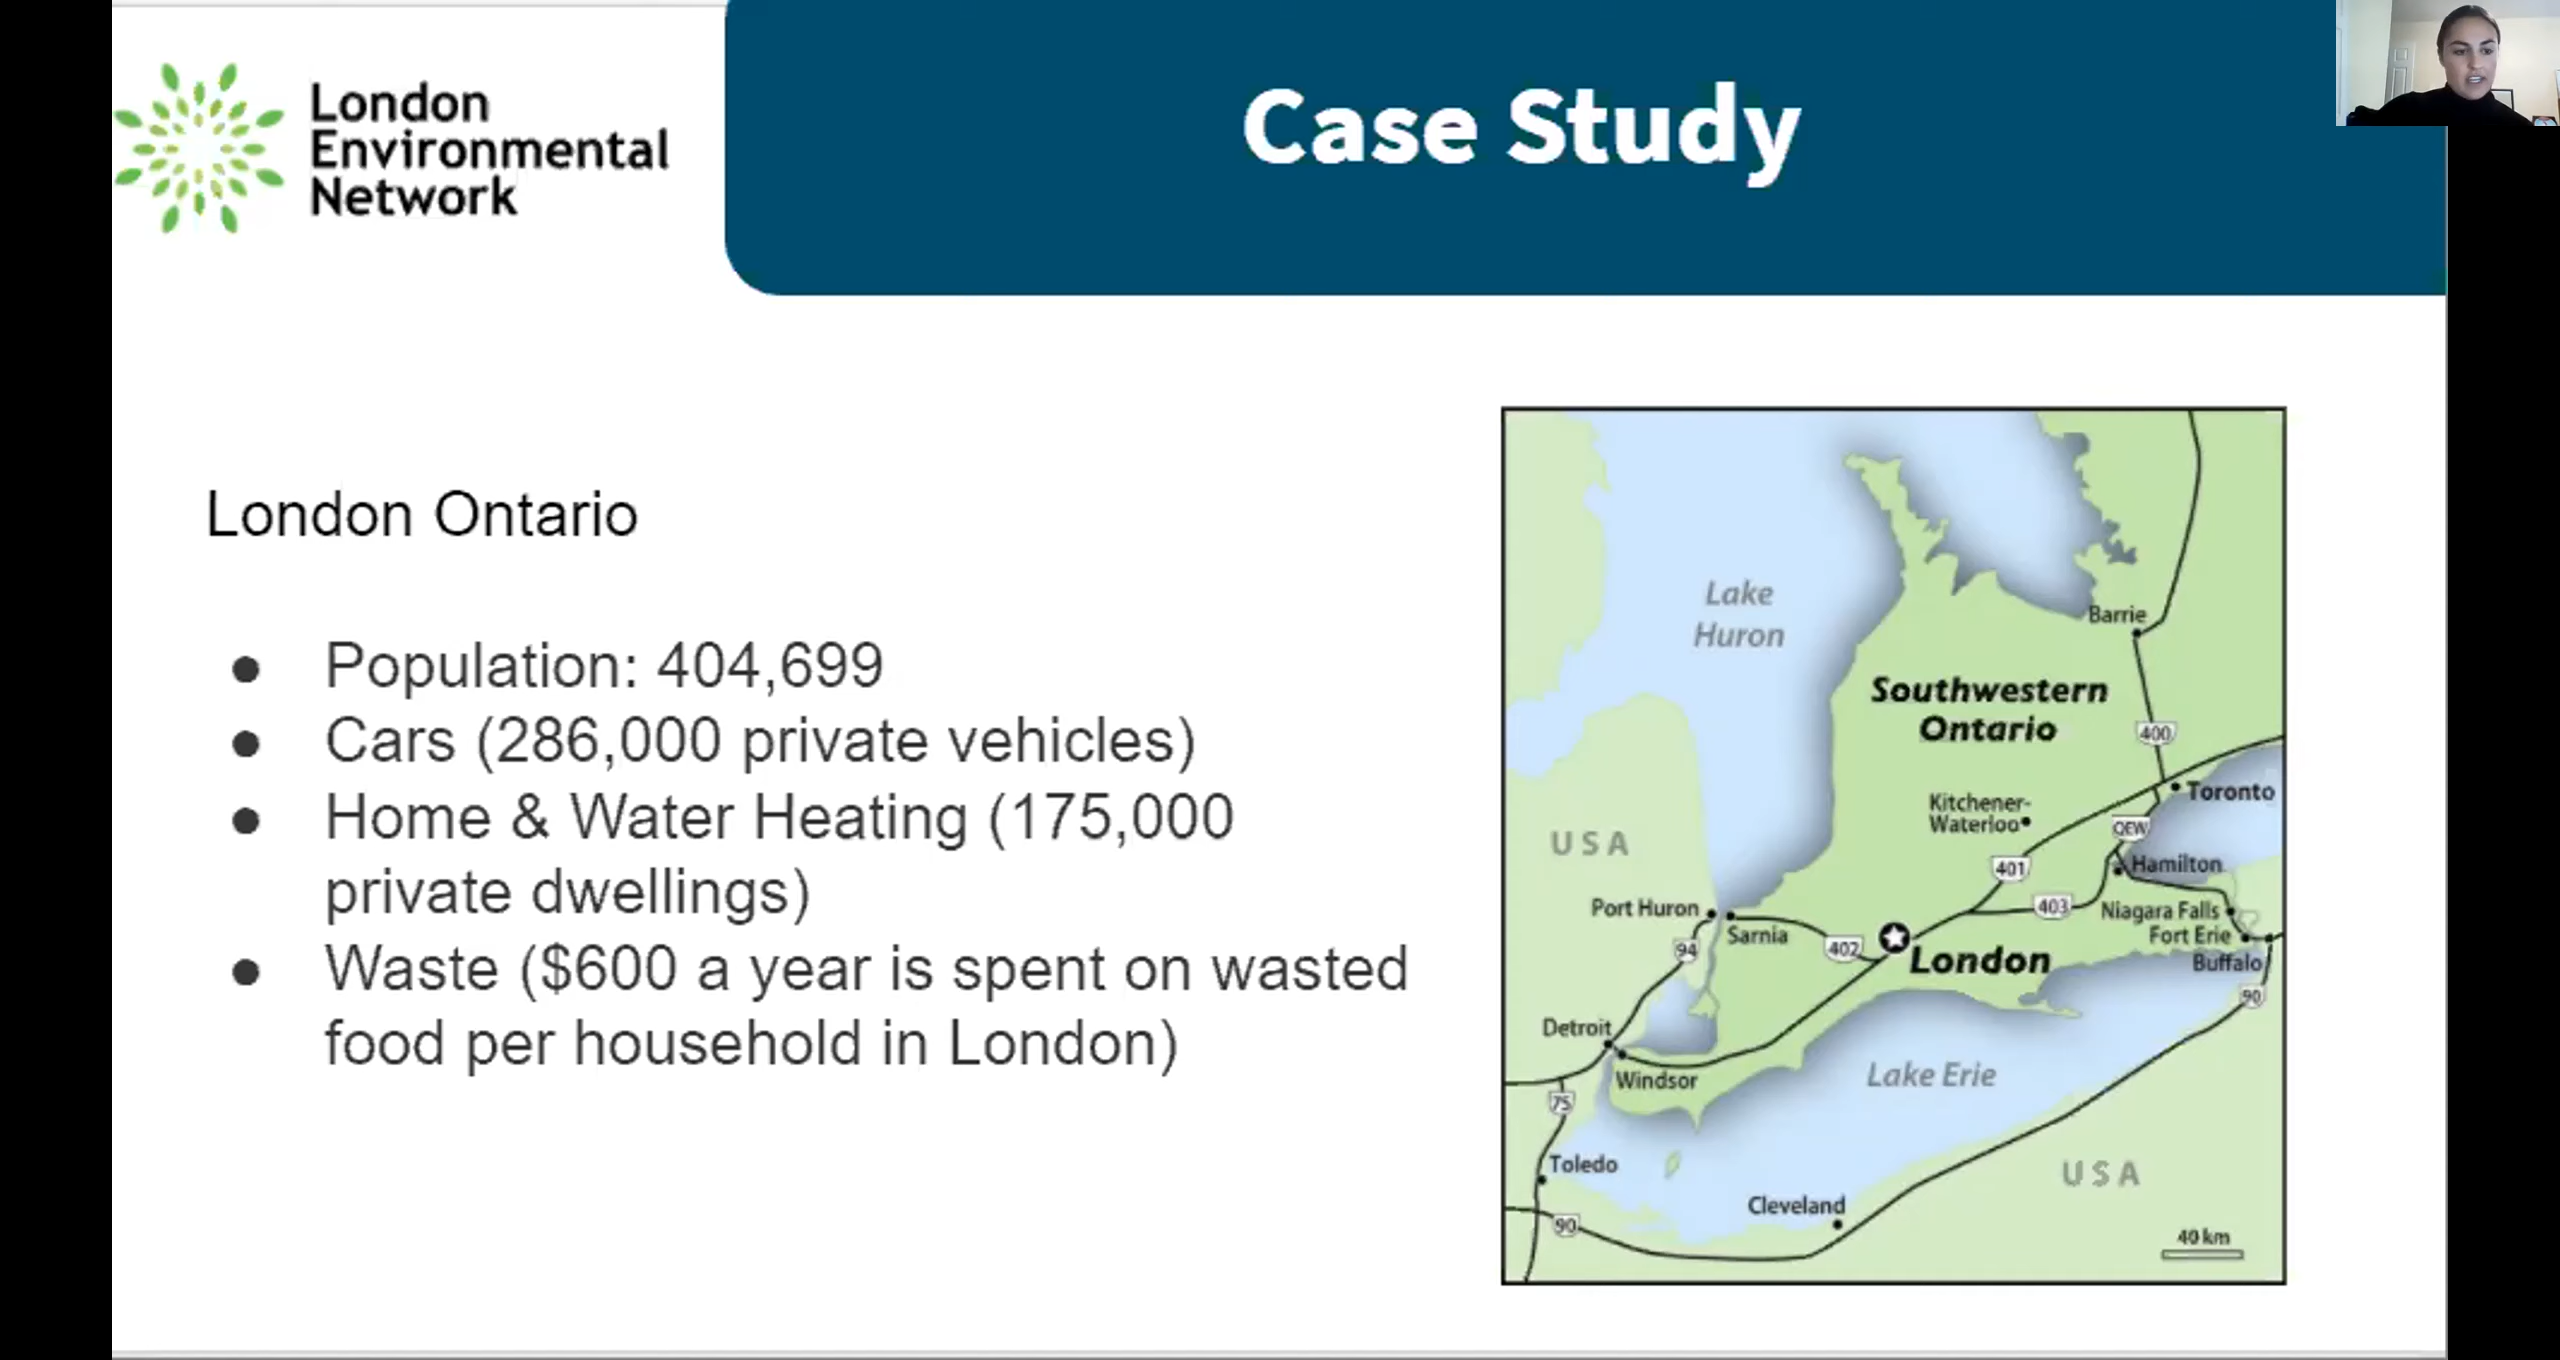 London
Environmental
Network
Case Study
London Ontario
● Population: 404,699
● Cars (286,000 private vehicles)
● Home & Water Heating (175,000
private dwellings)
● Waste ($600 a year is spent on wasted
food per household in London)
Lake
Huron
Barrie
Southwestern
Ontario
400
Toronto
Kitchener-
Waterloo
QEW
USA
401
Hamilton
Port Huron
403
Niagara Falls
Sarnia
94
402
Fort Erie
London
Buffalo
90
Detroit
Windsor
Lake Erie
75
Toledo
USA
Cleveland
90
40 km